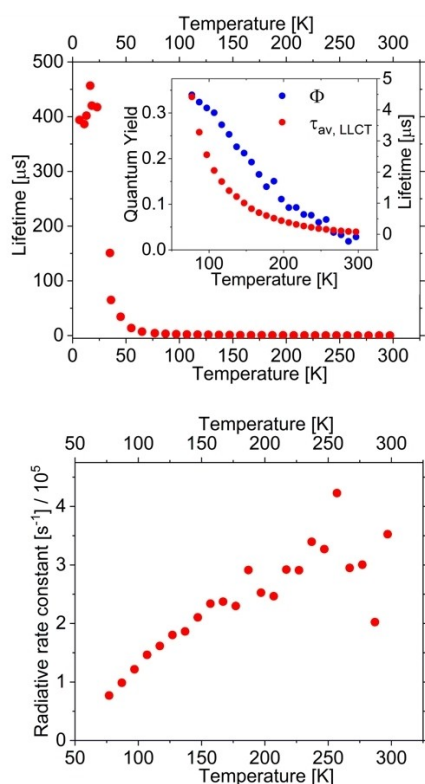 Temperature [K]
0 50 100 150 200 250 300
500
400
300
200
100
0
Lifetime [µs]
0.3
0.2
0.1
0.0
Quantum Yield
Φ
τav, LLCT
5
4
3
2
1
0
Lifetime [µs]
100 200 300
Temperature [K]
0 50 100 150 200 250 300
Temperature [K]
Temperature [K]
50 100 150 200 250 300
4
3
2
1
0
Radiative rate constant [s⁻¹] / 10⁵
50 100 150 200 250 300
Temperature [K]